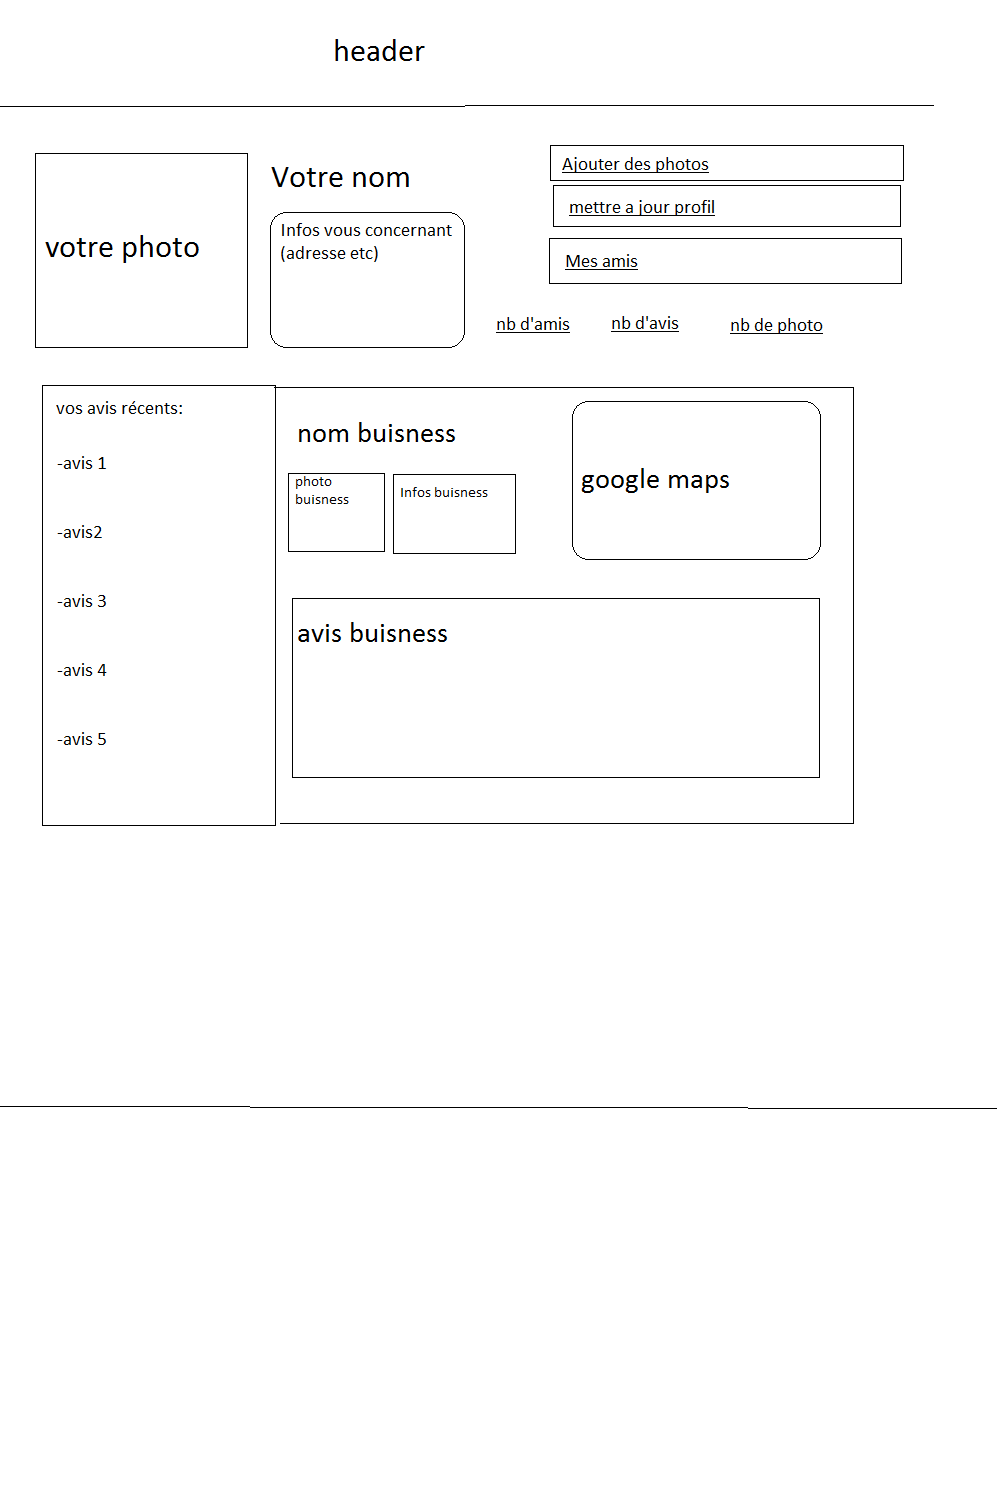 header
votre photo
Votre nom
Infos vous concernant
(adresse etc)
Ajouter des photos
mettre a jour profil
Mes amis
nb d'amis
nb d'avis
nb de photo
vos avis récents:
-avis 1
-avis2
-avis 3
-avis 4
-avis 5
nom buisness
photo
buisness
Infos buisness
google maps
avis buisness